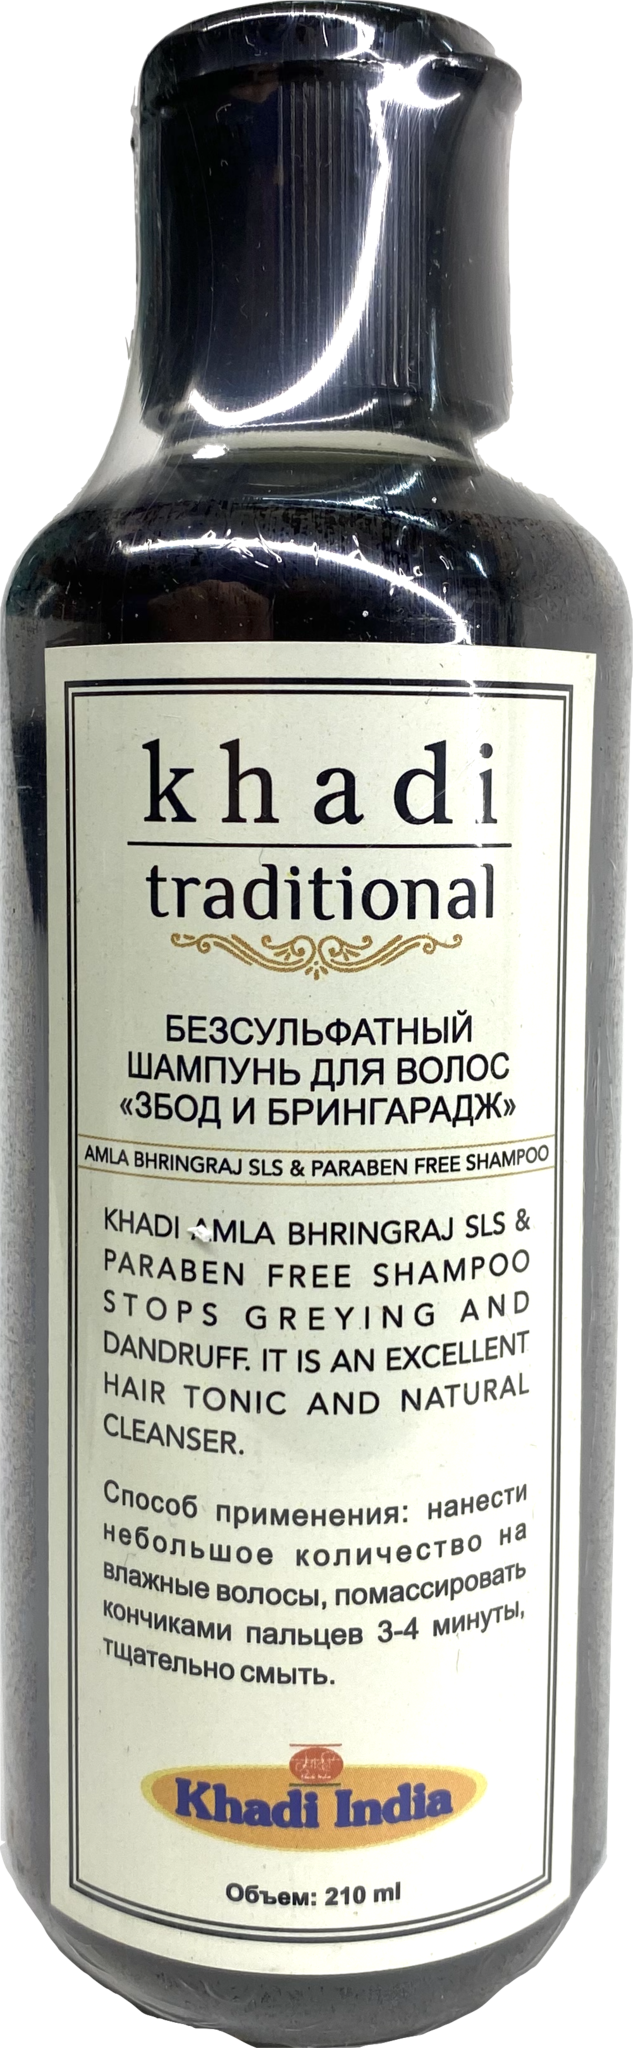 khadi
traditional
БЕЗСУЛЬФАТНЫЙ
ШАМПУНЬ ДЛЯ ВОЛОС
«ЗБОД И БРИНГАРАДЖ»
AMLA BHRINGRAJ SLS & PARABEN FREE SHAMPOO
KHADI AMLA BHRINGRAJ SLS &
PARABEN FREE SHAMPOO
STOPS GREYING AND
DANDRUFF. IT IS AN EXCELLENT
HAIR TONIC AND NATURAL
CLEANSER.
Способ применения: нанести
небольшое количество на
влажные волосы, помассировать
кончиками пальцев 3-4 минуты,
тщательно смыть.
Khadi India
Объем: 210 ml